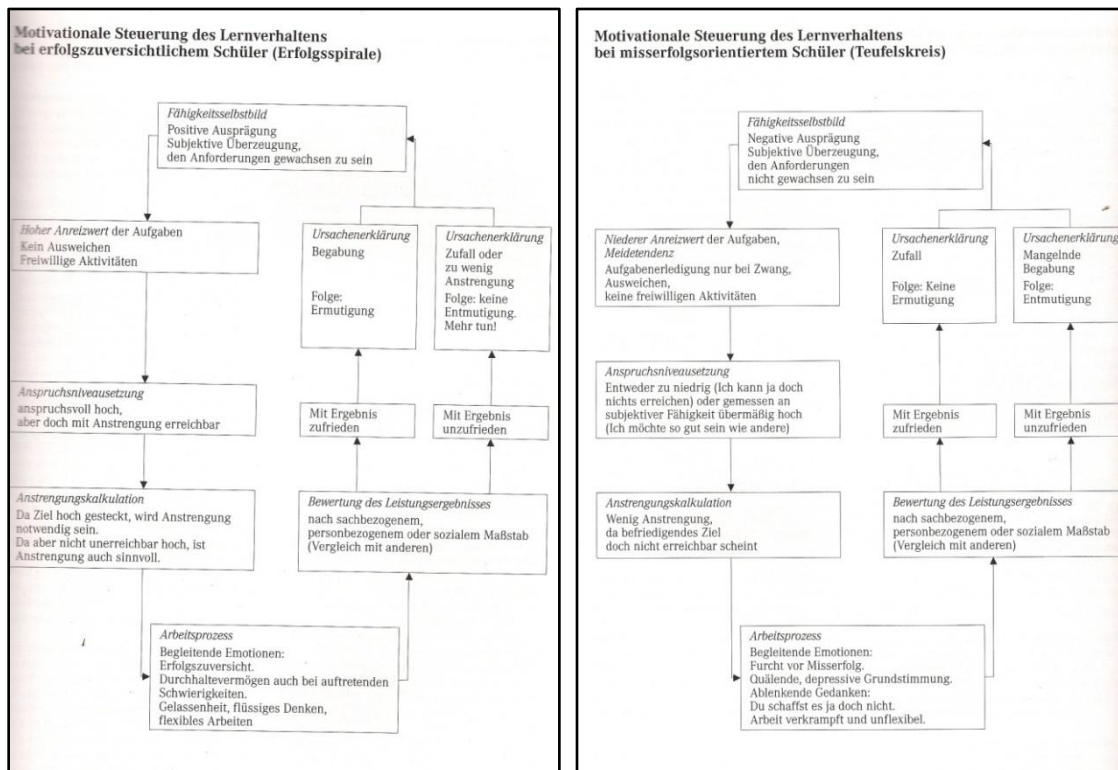 Motivationale Steuerung des Lernverhaltens
bei erfolgszuversichtlichem Schüler (Erfolgsspirale)
Fähigkeitsselbstbild
Positive Ausprägung
Subjektive Überzeugung,
den Anforderungen gewachsen zu sein
Hoher Anreizwert der Aufgaben
Kein Ausweichen
Freiwillige Aktivitäten
Anspruchsniveausetzung
anspruchsvoll hoch,
aber doch mit Anstrengung erreichbar
Anstrengungskalkulation
Da Ziel hoch gesteckt, wird Anstrengung
notwendig sein.
Da aber nicht unerreichbar hoch, ist
Anstrengung auch sinnvoll.
Arbeitsprozess
Begleitende Emotionen:
Erfolgszuversicht.
Durchhaltevermögen auch bei auftretenden
Schwierigkeiten.
Gelassenheit, flüssiges Denken,
flexibles Arbeiten
Bewertung des Leistungsergebnisses
nach sachbezogenem,
personbezogenem oder sozialem Maßstab
(Vergleich mit anderen)
Mit Ergebnis
zufrieden
Mit Ergebnis
unzufrieden
Ursachenerklärung
Begabung
Folge:
Ermutigung
Ursachenerklärung
Zufall oder
zu wenig
Anstrengung
Folge: keine
Entmutigung.
Mehr tun!
Motivationale Steuerung des Lernverhaltens
bei misserfolgsorientiertem Schüler (Teufelskreis)
Fähigkeitsselbstbild
Negative Ausprägung
Subjektive Überzeugung,
den Anforderungen
nicht gewachsen zu sein
Niederer Anreizwert der Aufgaben,
Meidetendenz
Aufgabenerledigung nur bei Zwang,
Ausweichen,
keine freiwilligen Aktivitäten
Anspruchsniveausetzung
Entweder zu niedrig (Ich kann ja doch
nichts erreichen) oder gemessen an
subjektiver Fähigkeit übermäßig hoch
(Ich möchte so gut sein wie andere)
Anstrengungskalkulation
Wenig Anstrengung,
da befriedigendes Ziel
doch nicht erreichbar scheint
Arbeitsprozess
Begleitende Emotionen:
Furcht vor Misserfolg.
Quälende, depressive Grundstimmung.
Ablenkende Gedanken:
Du schaffst es ja doch nicht.
Arbeit verkrampft und unflexibel.
Bewertung des Leistungsergebnisses
nach sachbezogenem,
personbezogenem oder sozialem Maßstab
(Vergleich mit anderen)
Mit Ergebnis
zufrieden
Mit Ergebnis
unzufrieden
Ursachenerklärung
Zufall
Folge: Keine
Ermutigung
Ursachenerklärung
Mangelnde
Begabung
Folge:
Entmutigung